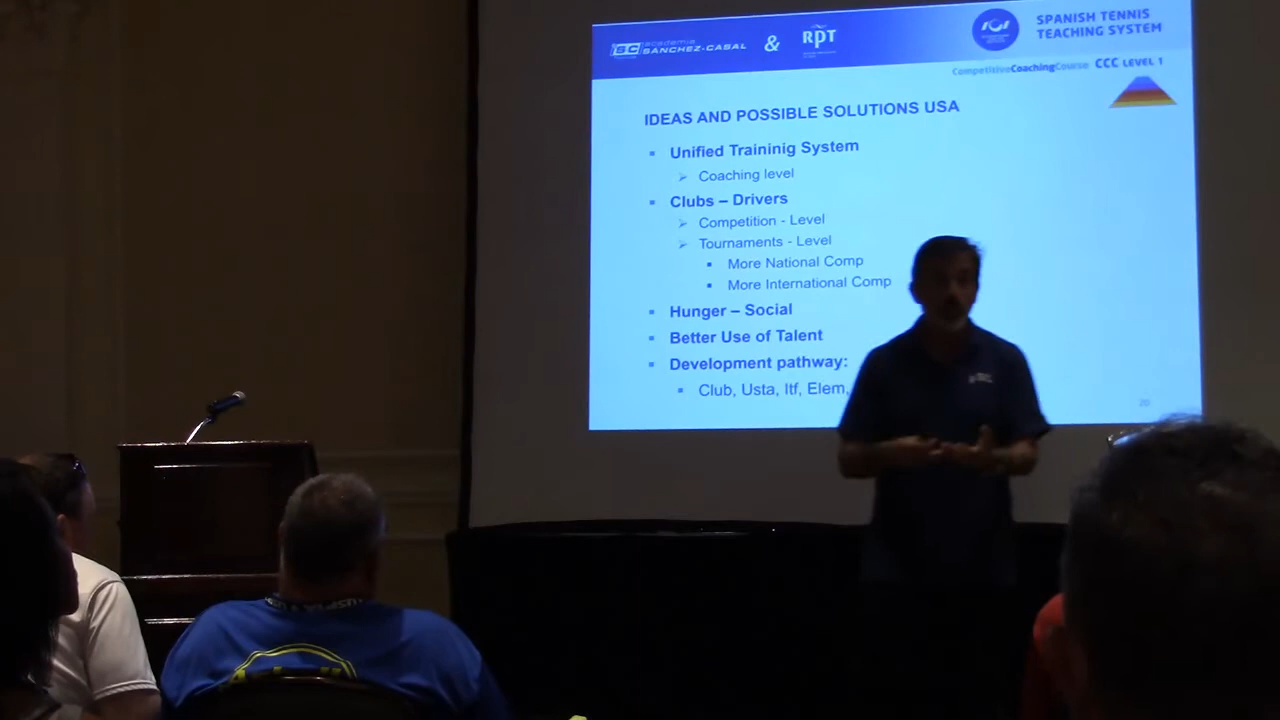 academia
SANCHEZ-CASAL
&
RPT
SPANISH TENNIS
TEACHING SYSTEM
CompetitiveCoachingCourse CCC LEVEL 1
IDEAS AND POSSIBLE SOLUTIONS USA
Unified Traininig System
Coaching level
Clubs – Drivers
Competition - Level
Tournaments - Level
More National Comp
More International Comp
Hunger – Social
Better Use of Talent
Development pathway:
Club, Usta, Itf, Elem,
20